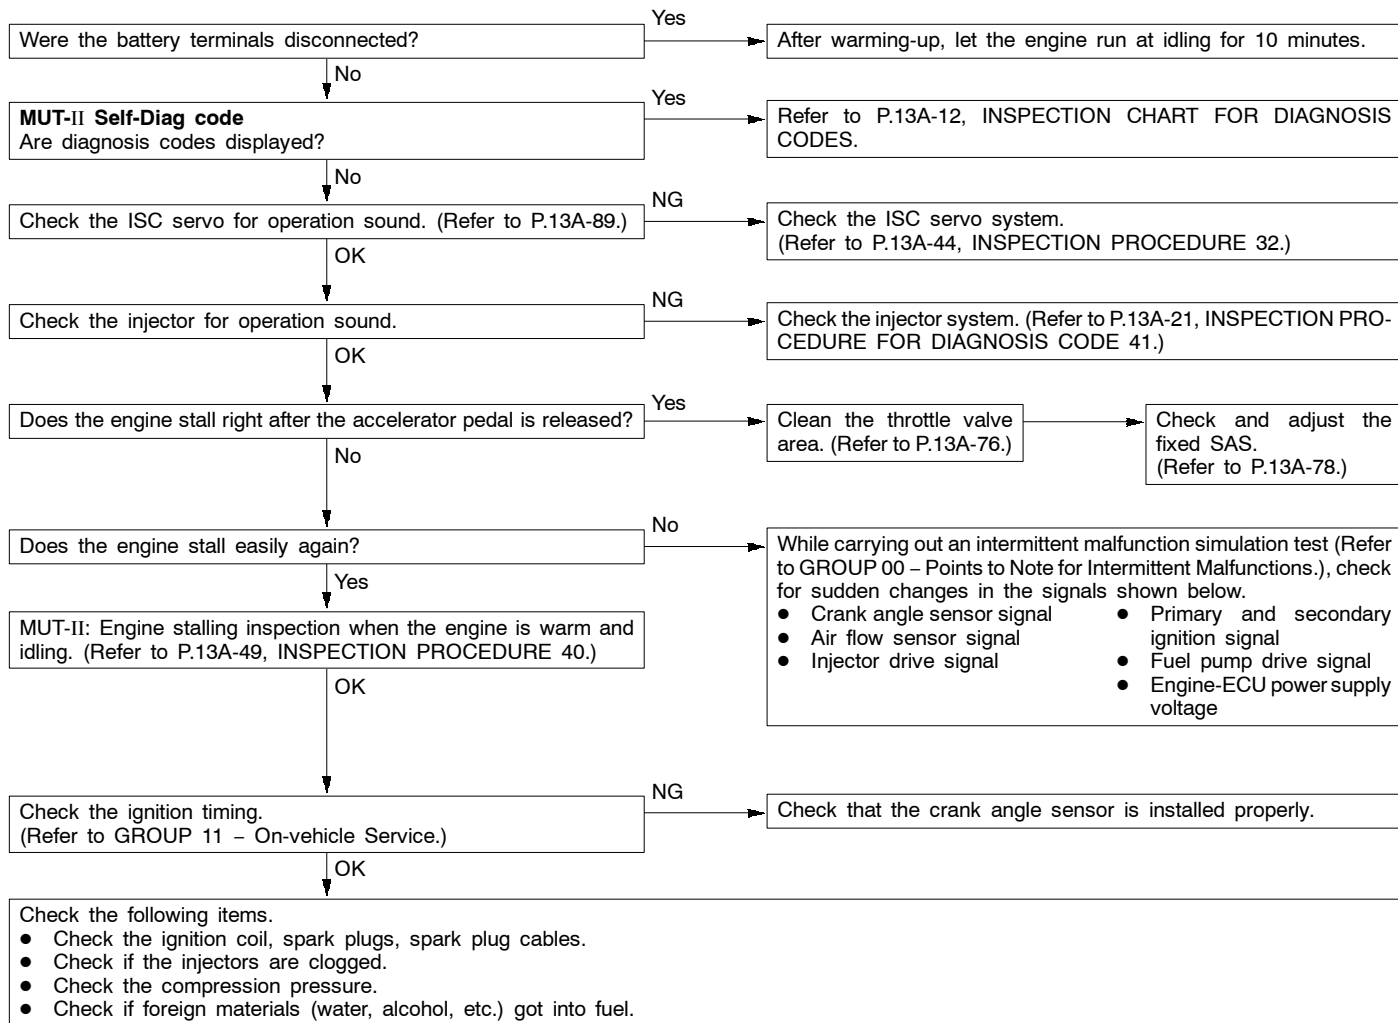 Were the battery terminals disconnected?
Yes
After warming-up, let the engine run at idling for 10 minutes.
No
MUT-II Self-Diag code
Are diagnosis codes displayed?
Yes
Refer to P.13A-12, INSPECTION CHART FOR DIAGNOSIS
CODES.
No
Check the ISC servo for operation sound. (Refer to P.13A-89.)
NG
Check the ISC servo system.
(Refer to P.13A-44, INSPECTION PROCEDURE 32.)
OK
Check the injector for operation sound.
NG
Check the injector system. (Refer to P.13A-21, INSPECTION PRO-
CEDURE FOR DIAGNOSIS CODE 41.)
OK
Does the engine stall right after the accelerator pedal is released?
Yes
Clean the throttle valve
area. (Refer to P.13A-76.)
Check and adjust the
fixed SAS.
(Refer to P.13A-78.)
No
Does the engine stall easily again?
No
While carrying out an intermittent malfunction simulation test (Refer
to GROUP 00 – Points to Note for Intermittent Malfunctions.), check
for sudden changes in the signals shown below.
● Crank angle sensor signal
● Air flow sensor signal
● Injector drive signal
● Primary and secondary
ignition signal
● Fuel pump drive signal
● Engine-ECU power supply
voltage
Yes
MUT-II: Engine stalling inspection when the engine is warm and
idling. (Refer to P.13A-49, INSPECTION PROCEDURE 40.)
OK
Check the ignition timing.
(Refer to GROUP 11 – On-vehicle Service.)
NG
Check that the crank angle sensor is installed properly.
OK
Check the following items.
● Check the ignition coil, spark plugs, spark plug cables.
● Check if the injectors are clogged.
● Check the compression pressure.
● Check if foreign materials (water, alcohol, etc.) got into fuel.